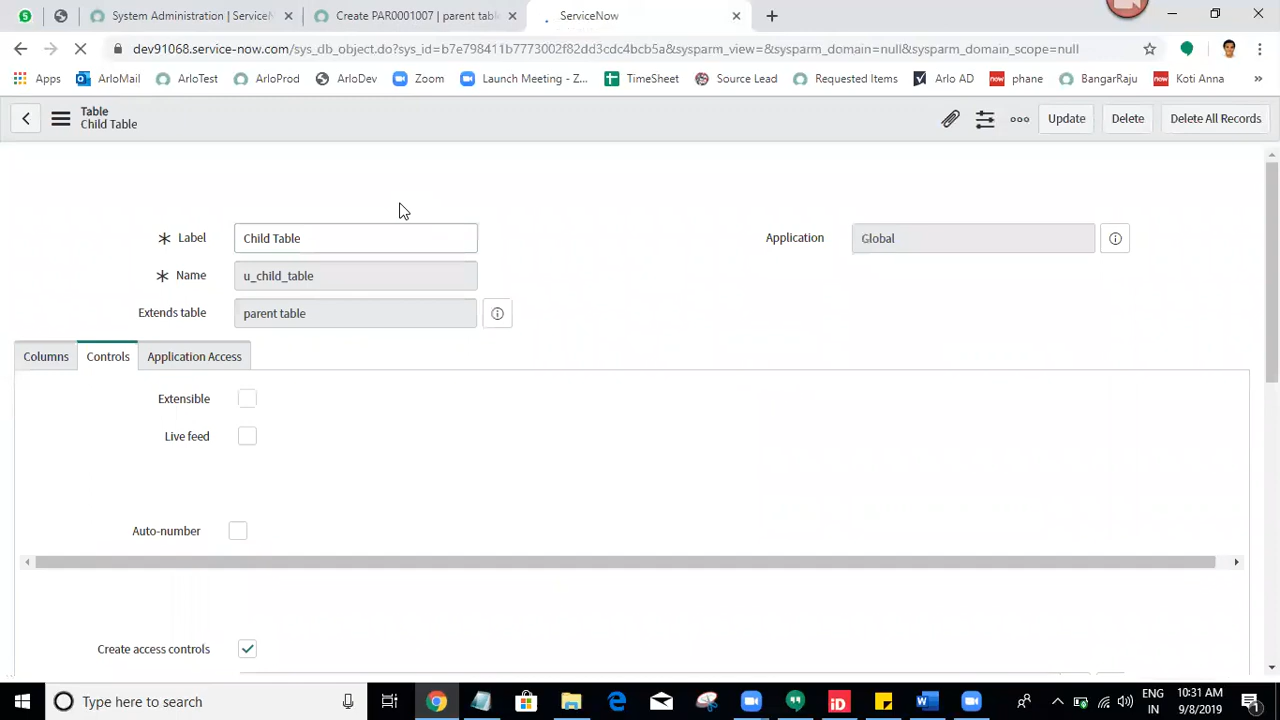 System Administration | Service
Create PAR0001007 | parent tabl
ServiceNow
dev91068.service-now.com/sys_db_object.do?sys_id=b7e798411b7773002f82dd3cdc4bcb5a&sysparm_view=&sysparm_domain=null&sysparm_domain_scope=null
Apps
ArloMail
ArloTest
ArloProd
ArloDev
Zoom
Launch Meeting - Z...
TimeSheet
Source Lead
Requested Items
Arlo AD
now phane
BangarRaju
now Koti Anna
»
Table
Child Table
Update
Delete
Delete All Records
Label
Child Table
Application
Global
Name
u_child_table
Extends table
parent table
Columns
Controls
Application Access
Extensible
Live feed
Auto-number
Create access controls
Type here to search
ENG
IN
10:31 AM
9/8/2019